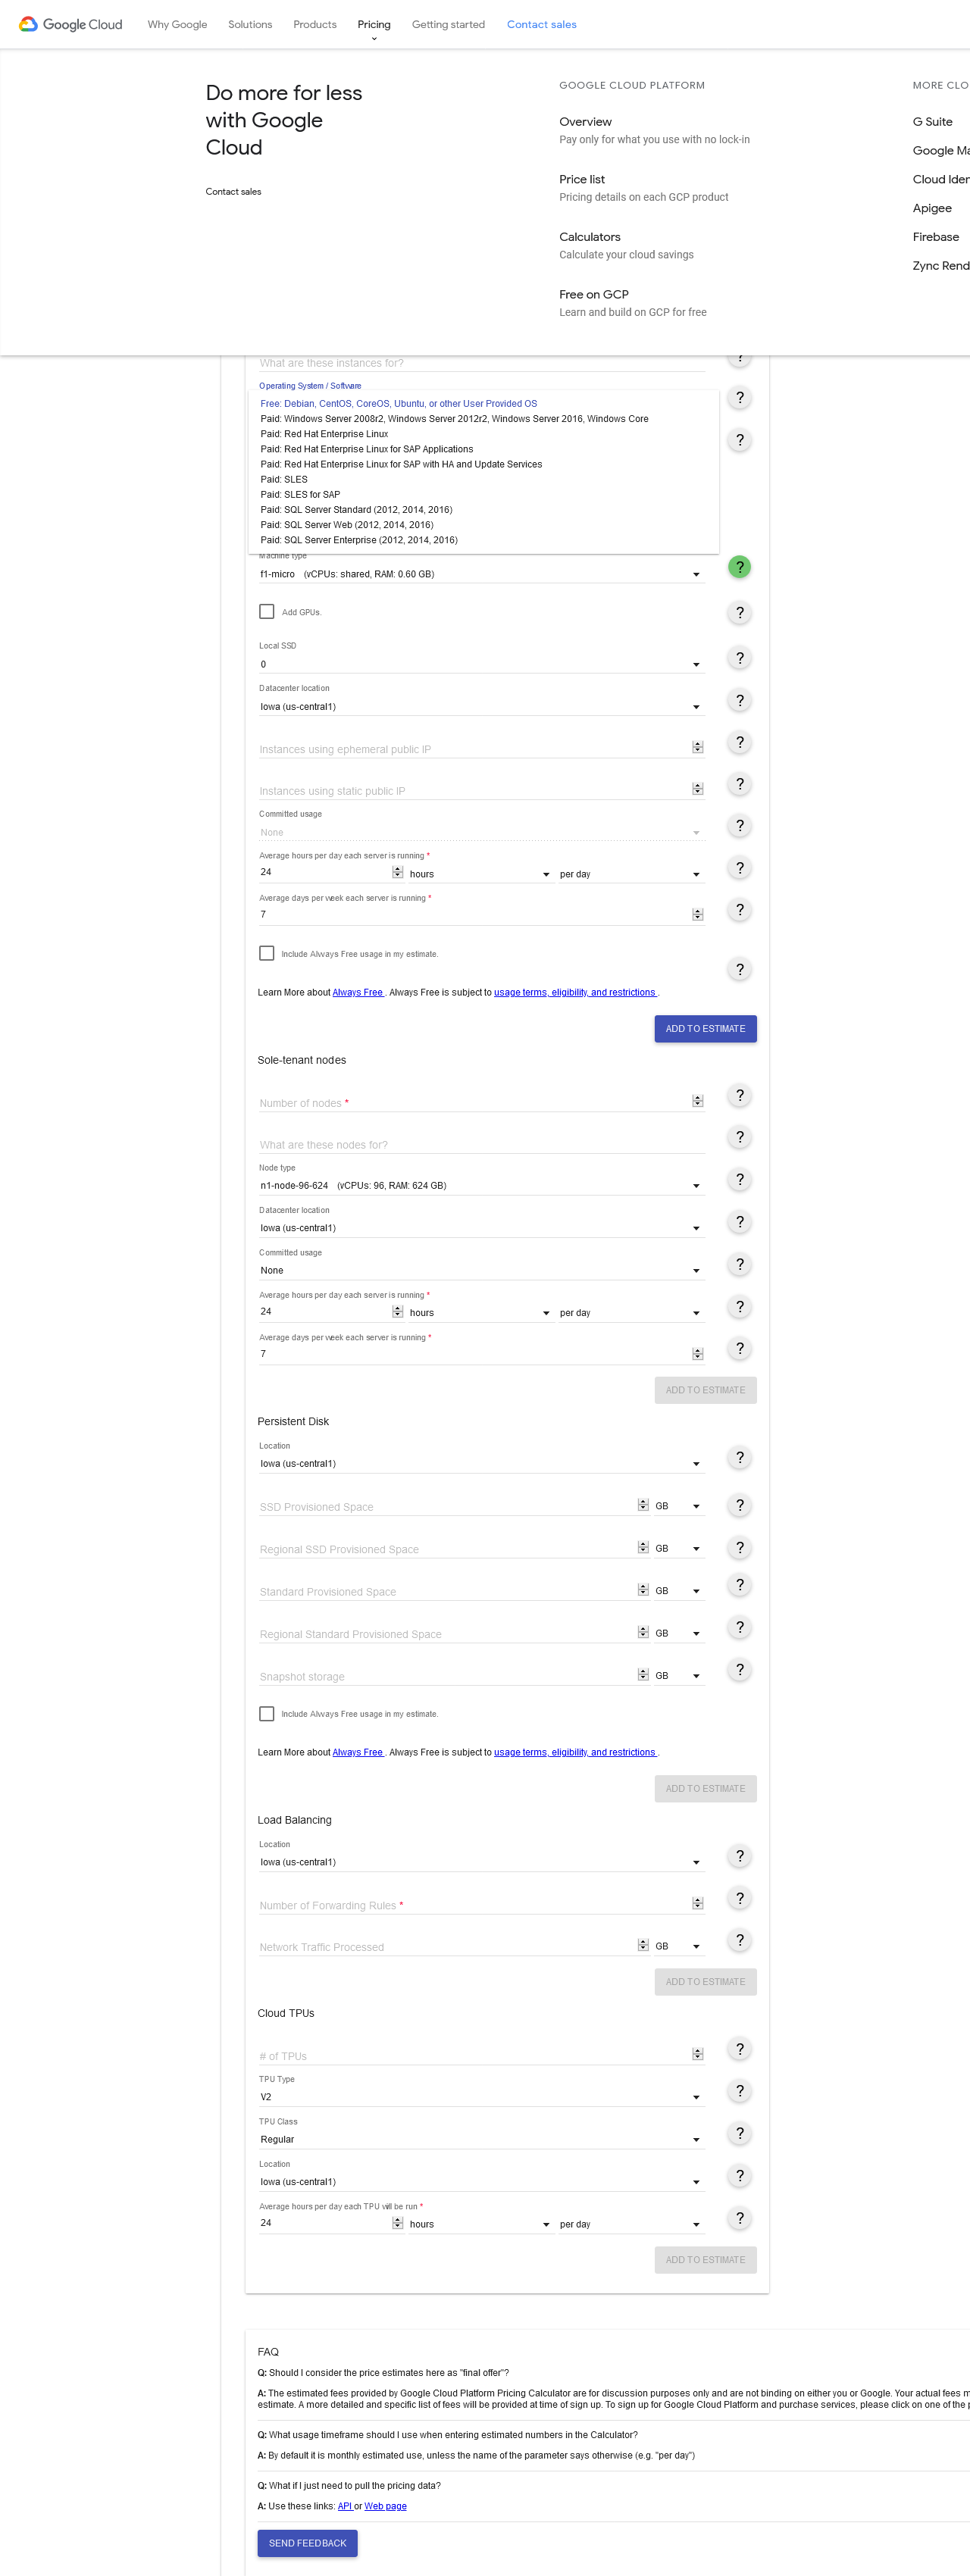 Google Cloud Why Google Solutions Products Pricing Getting started Contact sales
Do more for less
with Google
Cloud
Contact sales
GOOGLE CLOUD PLATFORM
Overview
Pay only for what you use with no lock-in
Price list
Pricing details on each GCP product
Calculators
Calculate your cloud savings
Free on GCP
Learn and build on GCP for free
MORE CLO
G Suite
Google Ma
Cloud Iden
Apigee
Firebase
Zync Rend
What are these instances for? ?
Operating System / Software ?
Free: Debian, CentOS, CoreOS, Ubuntu, or other User Provided OS
Paid: Windows Server 2008r2, Windows Server 2012r2, Windows Server 2016, Windows Core
Paid: Red Hat Enterprise Linux ?
Paid: Red Hat Enterprise Linux for SAP Applications
Paid: Red Hat Enterprise Linux for SAP with HA and Update Services
Paid: SLES
Paid: SLES for SAP
Paid: SQL Server Standard (2012, 2014, 2016)
Paid: SQL Server Web (2012, 2014, 2016)
Paid: SQL Server Enterprise (2012, 2014, 2016)
Machine type
f1-micro (vCPUs: shared, RAM: 0.60 GB) ?
Add GPUs. ?
Local SSD
0 ?
Datacenter location
Iowa (us-central1) ?
Instances using ephemeral public IP ?
Instances using static public IP ?
Committed usage
None ?
Average hours per day each server is running *
24 hours per day ?
Average days per week each server is running *
7 ?
Include Always Free usage in my estimate. ?
Learn More about Always Free . Always Free is subject to usage terms, eligibility, and restrictions .
ADD TO ESTIMATE
Sole-tenant nodes
Number of nodes * ?
What are these nodes for? ?
Node type
n1-node-96-624 (vCPUs: 96, RAM: 624 GB) ?
Datacenter location
Iowa (us-central1) ?
Committed usage
None ?
Average hours per day each server is running *
24 hours per day ?
Average days per week each server is running *
7 ?
ADD TO ESTIMATE
Persistent Disk
Location
Iowa (us-central1) ?
SSD Provisioned Space GB ?
Regional SSD Provisioned Space GB ?
Standard Provisioned Space GB ?
Regional Standard Provisioned Space GB ?
Snapshot storage GB ?
Include Always Free usage in my estimate.
Learn More about Always Free . Always Free is subject to usage terms, eligibility, and restrictions .
ADD TO ESTIMATE
Load Balancing
Location
Iowa (us-central1) ?
Number of Forwarding Rules * ?
Network Traffic Processed GB ?
ADD TO ESTIMATE
Cloud TPUs
# of TPUs ?
TPU Type
V2 ?
TPU Class
Regular ?
Location
Iowa (us-central1) ?
Average hours per day each TPU will be run *
24 hours per day ?
ADD TO ESTIMATE
FAQ
Q: Should I consider the price estimates here as "final offer"?
A: The estimated fees provided by Google Cloud Platform Pricing Calculator are for discussion purposes only and are not binding on either you or Google. Your actual fees m
estimate. A more detailed and specific list of fees will be provided at time of sign up. To sign up for Google Cloud Platform and purchase services, please click on one of the p
Q: What usage timeframe should I use when entering estimated numbers in the Calculator?
A: By default it is monthly estimated use, unless the name of the parameter says otherwise (e.g. "per day")
Q: What if I just need to pull the pricing data?
A: Use these links: API or Web page
SEND FEEDBACK